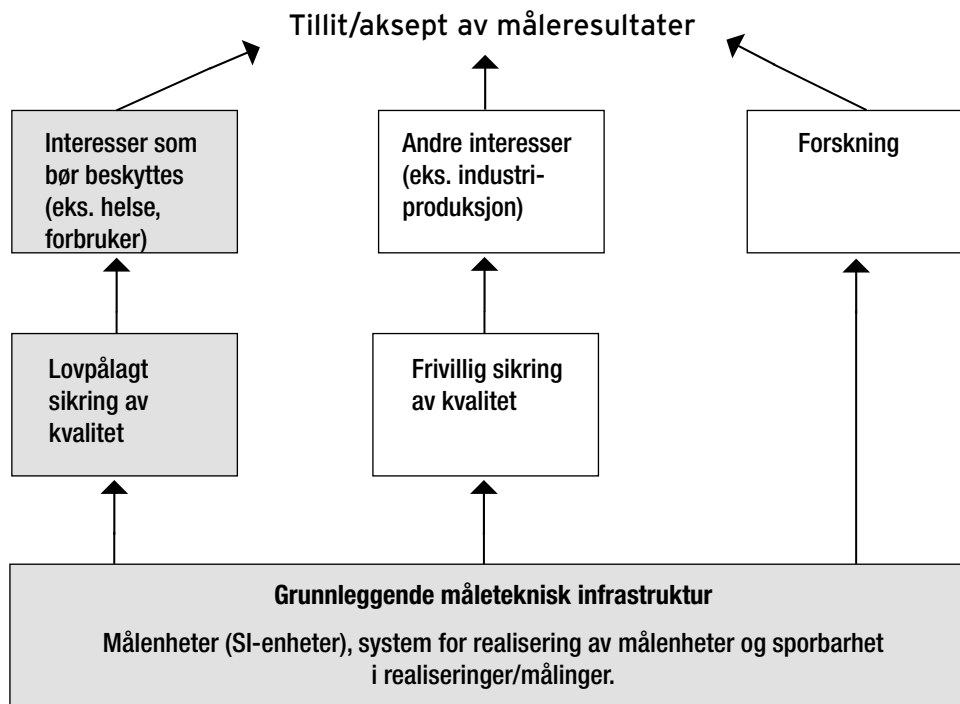 Tillit/aksept av måleresultater
Interesser som
bør beskyttes
(eks. helse,
forbruker)
Andre interesser
(eks. industri-
produksjon)
Forskning
Lovpålagt
sikring av
kvalitet
Frivillig sikring
av kvalitet
Grunnleggende måleteknisk infrastruktur
Målenheter (SI-enheter), system for realisering av målenheter og sporbarhet
i realiseringer/målinger.